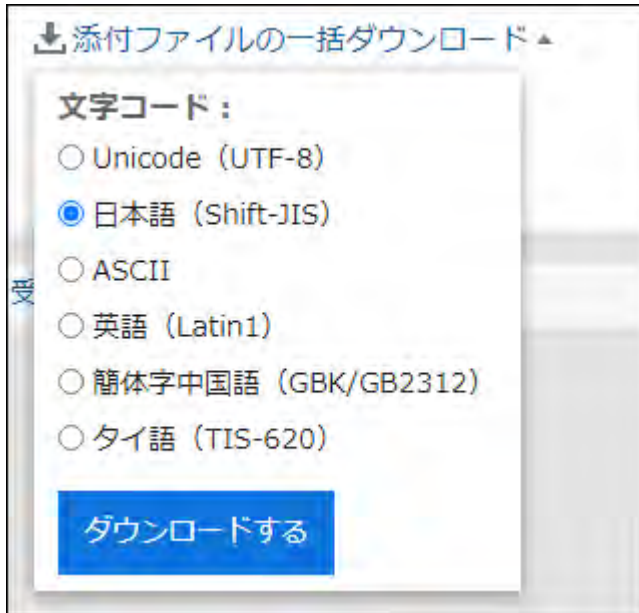 添付ファイルの一括ダウンロード
文字コード：
Unicode（UTF-8）
日本語（Shift-JIS）
ASCII
受
英語（Latin1）
簡体字中国語（GBK/GB2312）
タイ語（TIS-620）
ダウンロードする